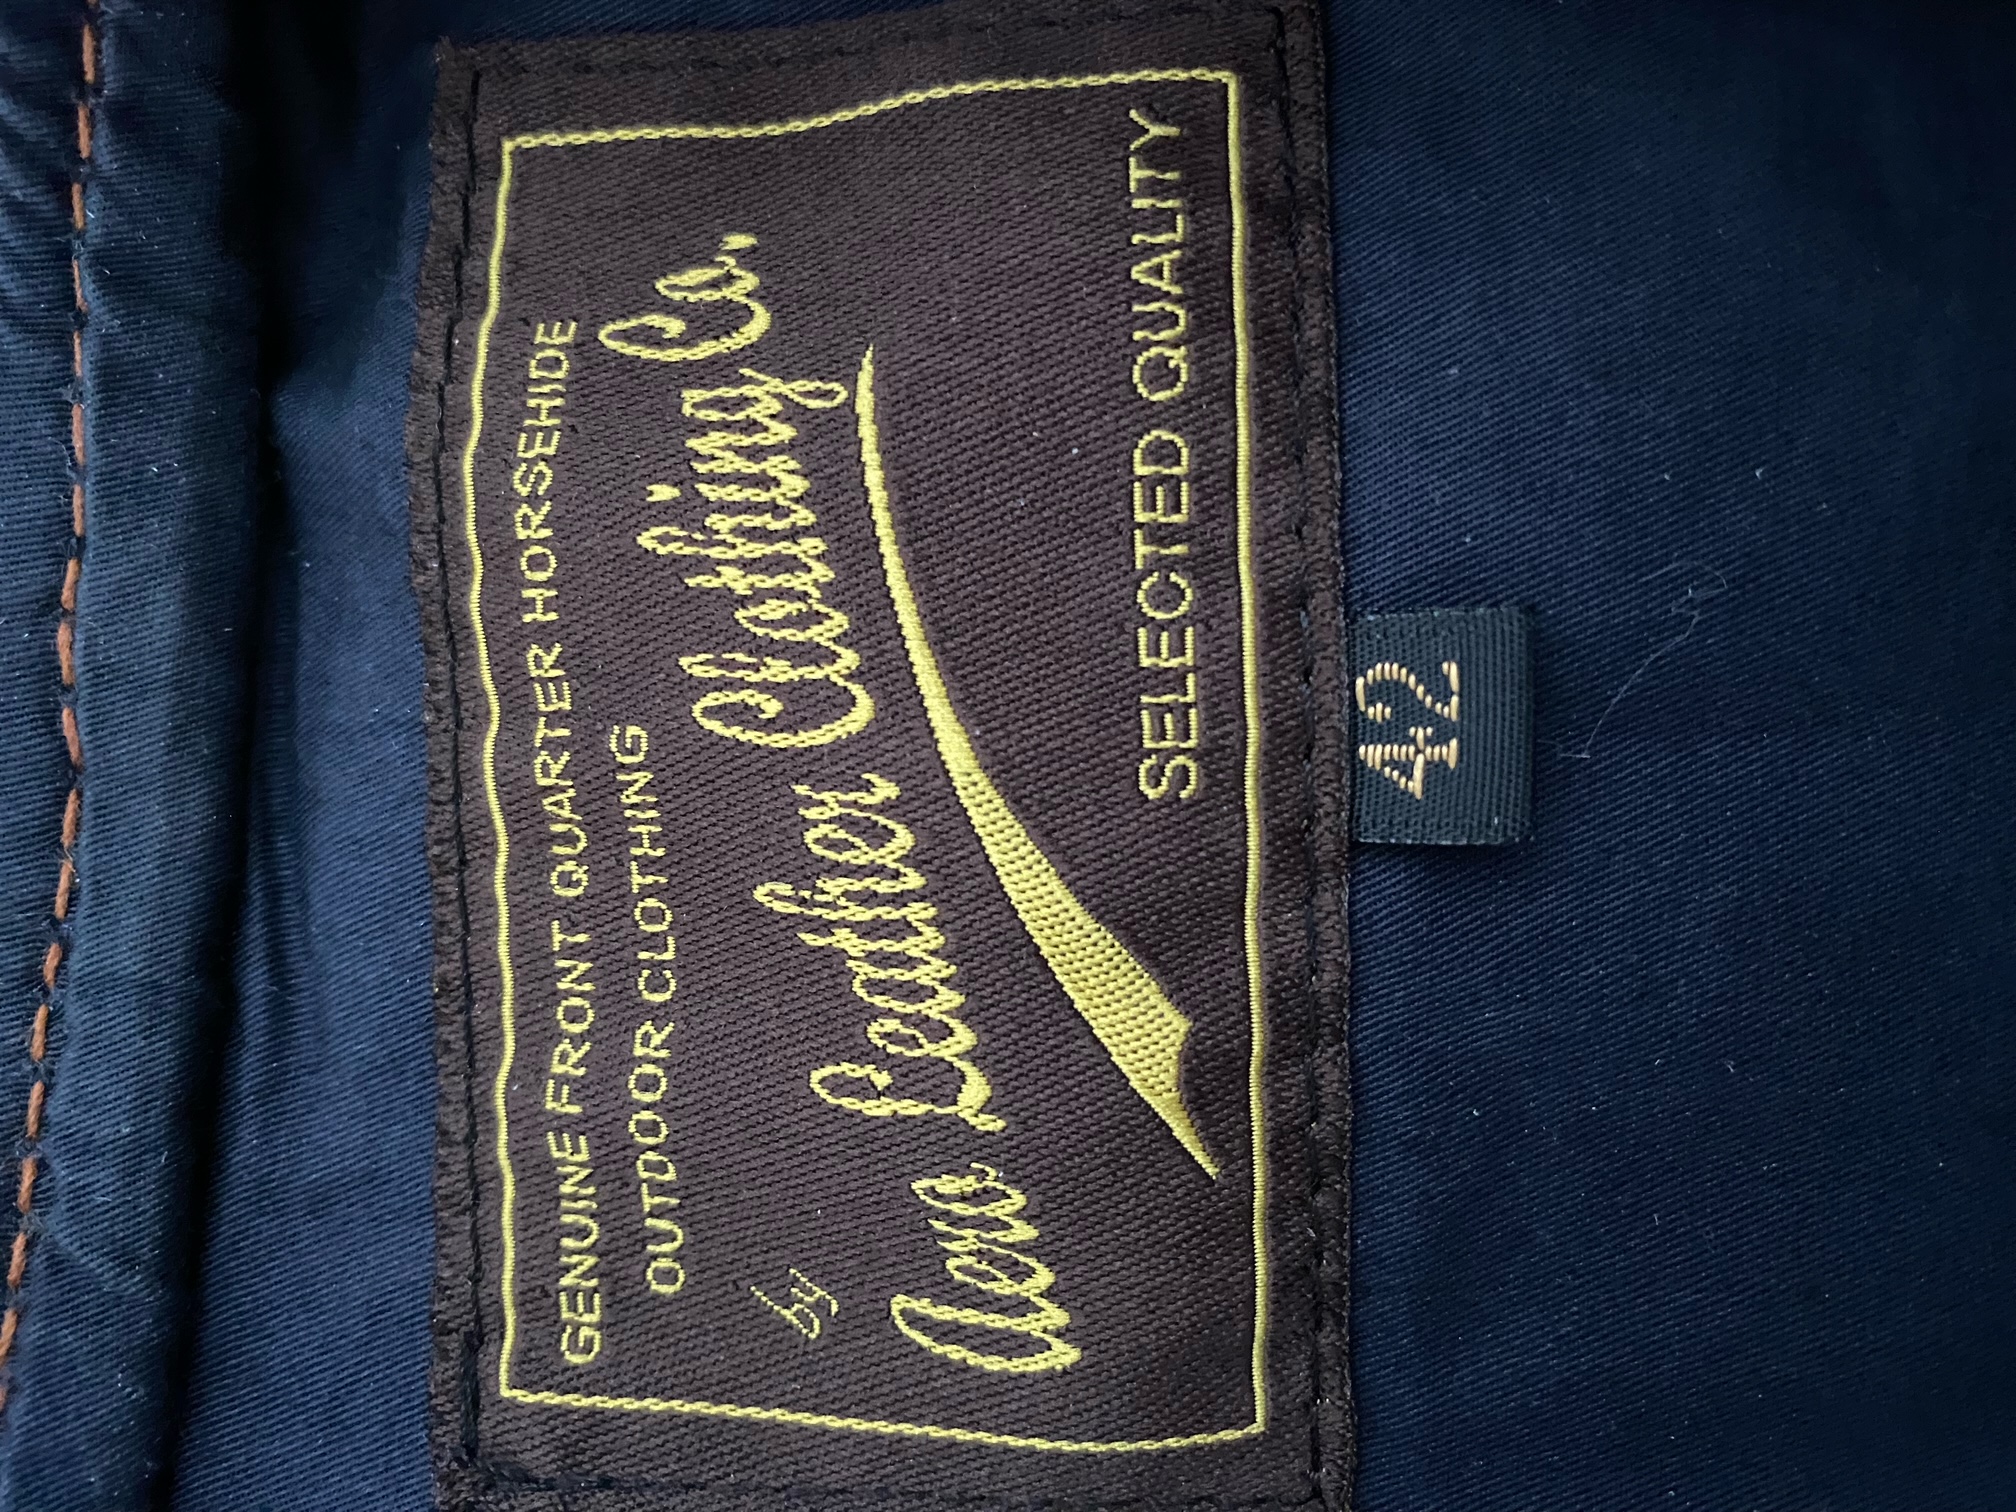 GENUINE FRONT QUARTER HORSEHIDE
OUTDOOR CLOTHING
by
Aero Leather Clothing Co.
SELECTED QUALITY
42